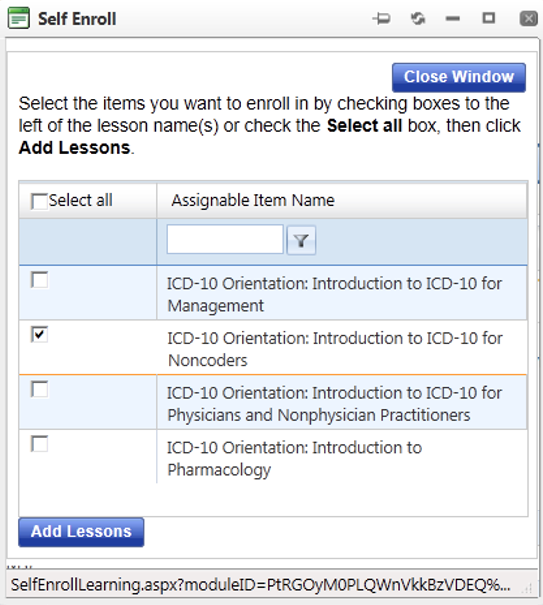 Self Enroll
Close Window
Select the items you want to enroll in by checking boxes to the
left of the lesson name(s) or check the Select all box, then click
Add Lessons.
Select all Assignable Item Name
ICD-10 Orientation: Introduction to ICD-10 for
Management
ICD-10 Orientation: Introduction to ICD-10 for
Noncoders
ICD-10 Orientation: Introduction to ICD-10 for
Physicians and Nonphysician Practitioners
ICD-10 Orientation: Introduction to
Pharmacology
Add Lessons
SelfEnrollLearning.aspx?moduleID=PtRGOyM0PLQWnVkkBzVDEQ%...